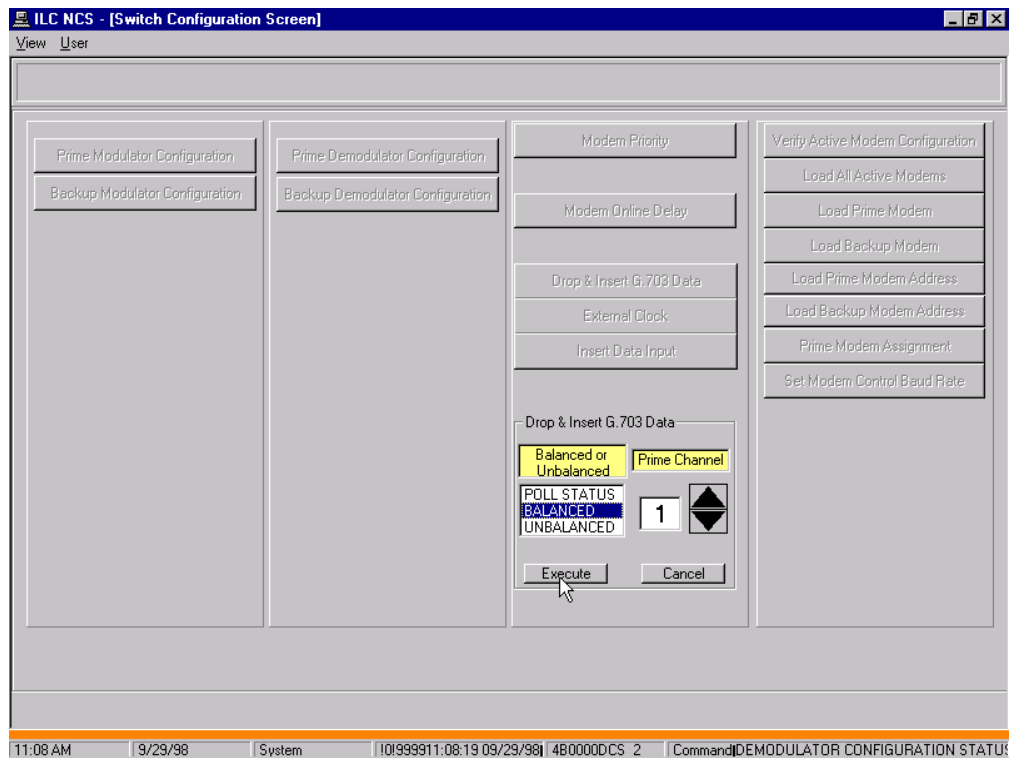 ILC NCS - [Switch Configuration Screen]
View User
Prime Modulator Configuration
Backup Modulator Configuration
Prime Demodulator Configuration
Backup Demodulator Configuration
Modem Priority
Modem Online Delay
Drop & Insert G.703 Data
External Clock
Insert Data Input
Verify Active Modem Configuration
Load All Active Modems
Load Prime Modem
Load Backup Modem
Load Prime Modem Address
Load Backup Modem Address
Prime Modem Assignment
Set Modem Control Baud Rate
Drop & Insert G.703 Data
Balanced or
Unbalanced
Prime Channel
POLL STATUS
BALANCED
UNBALANCED
1
Execute
Cancel
11:08 AM 9/29/98 System !0!999911:08:19 09/29/98 4B0000DCS 2 Command DEMODULATOR CONFIGURATION STATUS